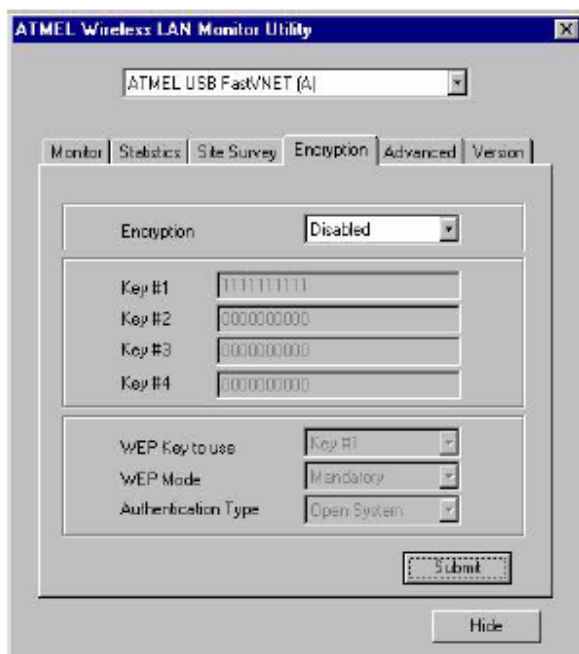 ATMEL Wireless LAN Monitor Utility
ATMEL USB FastVNET (A)
Monitor Statistics Site Survey Encryption Advanced Version
Encryption Disabled
Key #1 1111111111
Key #2 0000000000
Key #3 0000000000
Key #4 0000000000
WEP Key to use Key #1
WEP Mode Mandatory
Authentication Type Open System
Submit
Hide